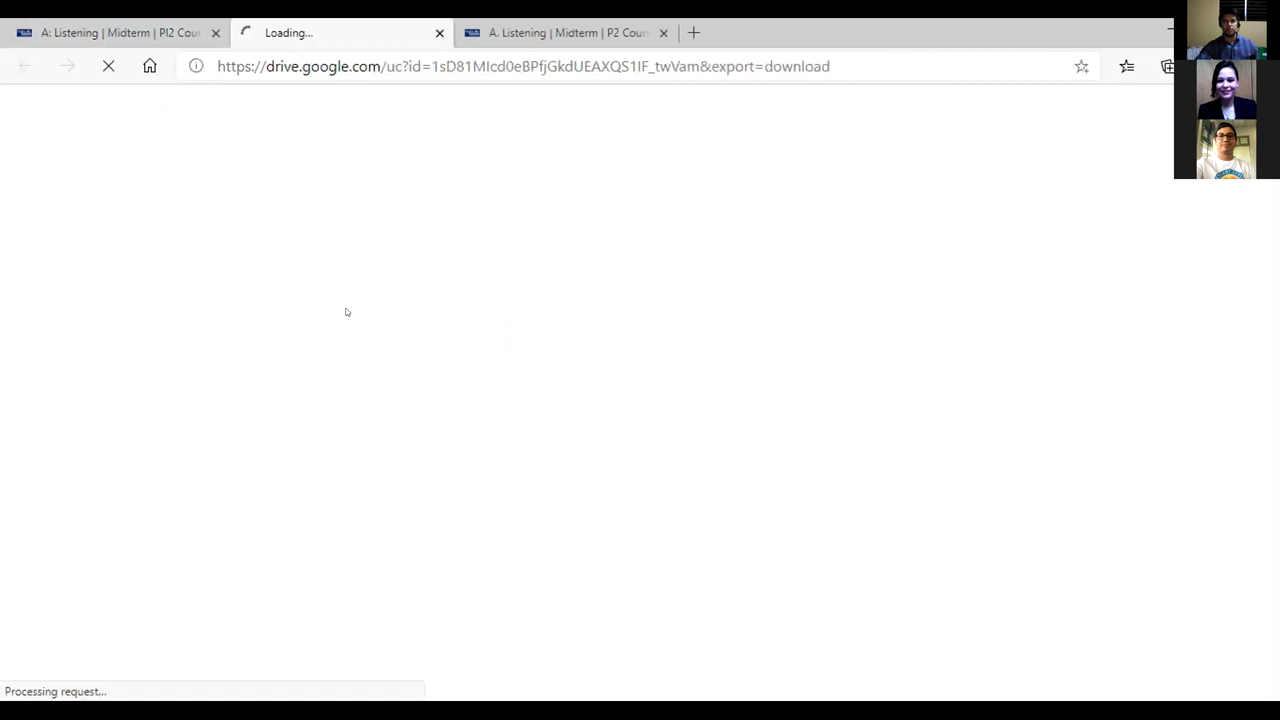 A: Listening | Midterm | PI2 Cour
Loading...
A. Listening | Midterm | P2 Cour
https://drive.google.com/uc?id=1sD81MIcd0eBPfjGkdUEAXQS1IF_twVam&export=download
Processing request...